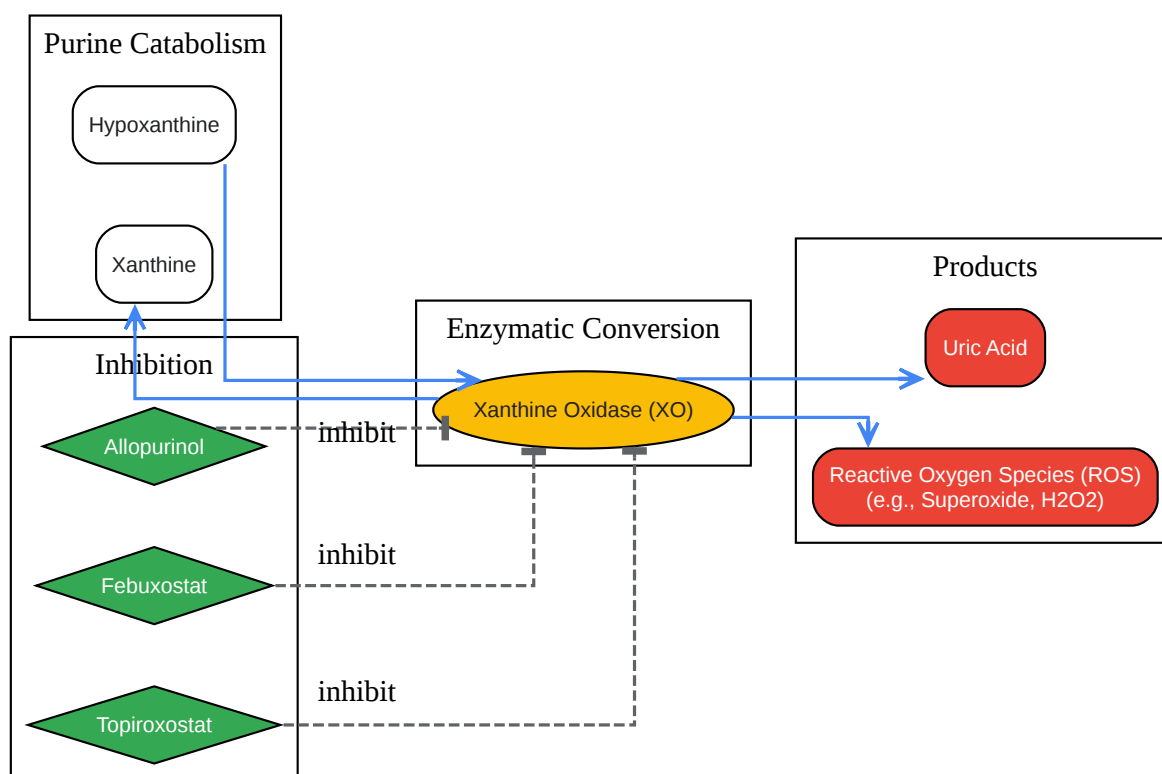 Purine Catabolism
Hypoxanthine
Xanthine
Inhibition
Allopurinol
inhibit
Febuxostat
inhibit
Topiroxostat
inhibit
Enzymatic Conversion
Xanthine Oxidase (XO)
Products
Uric Acid
Reactive Oxygen Species (ROS)
(e.g., Superoxide, H2O2)